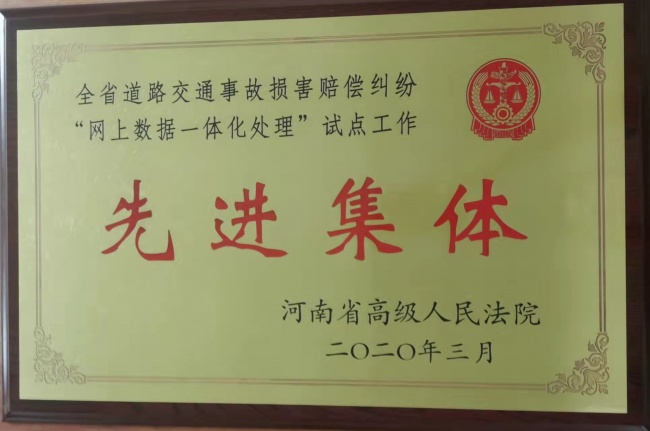 全省道路交通事故损害赔偿纠纷
“网上数据一体化处理”试点工作
先进集体
河南省高级人民法院
二〇二〇年三月